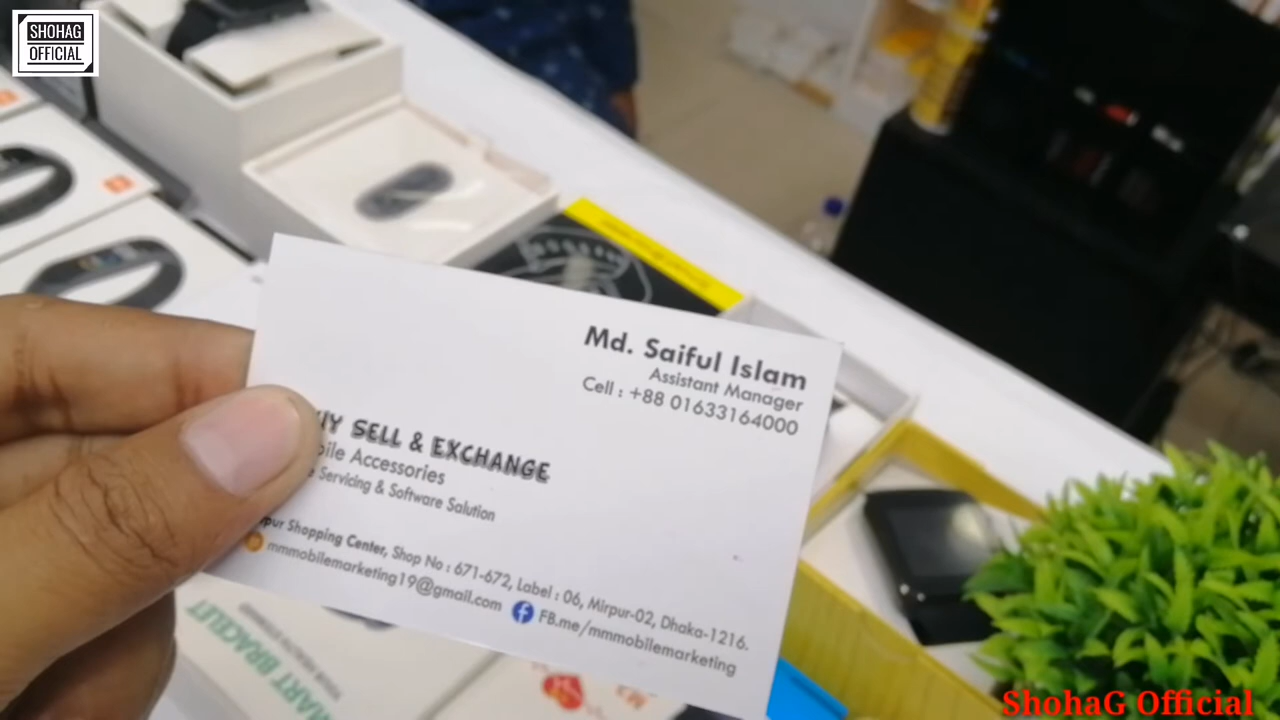 SHOHAG
OFFICIAL
Md. Saiful Islam
Assistant Manager
Cell : +88 01633164000
SELL & EXCHANGE
Accessories
Servicing & Software Salution
Shopping Center, Shop No : 671-672, Label : 06, Mirpur-02, Dhaka-1216.
mmmobilemarketing19@gmail.com FB.me/mmmobilemarketing
BRACELET
ShohaG Official